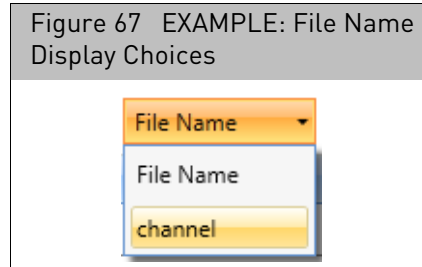 Figure 67 EXAMPLE: File Name
Display Choices
File Name
File Name
channel